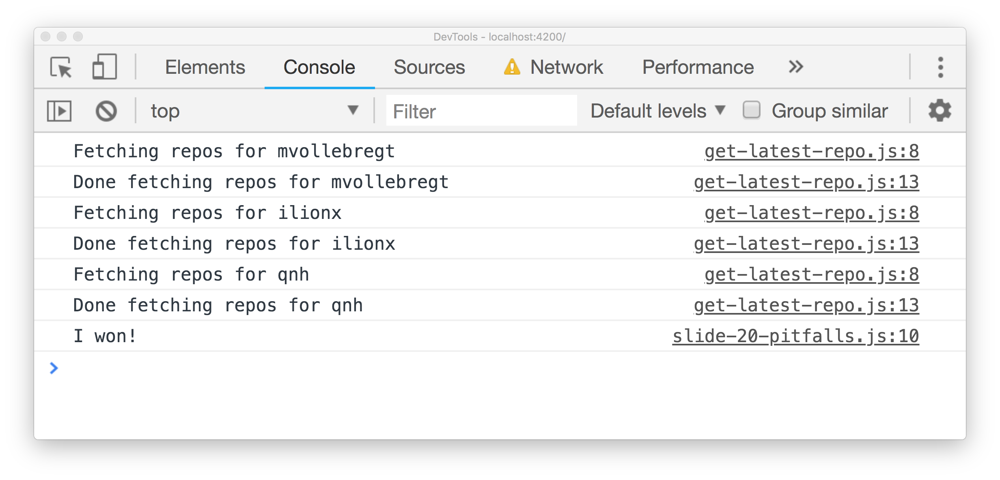 DevTools - localhost:4200/
Elements Console Sources Network Performance
top Filter Default levels Group similar
Fetching repos for mvollebregt get-latest-repo.js:8
Done fetching repos for mvollebregt get-latest-repo.js:13
Fetching repos for ilionx get-latest-repo.js:8
Done fetching repos for ilionx get-latest-repo.js:13
Fetching repos for qnh get-latest-repo.js:8
Done fetching repos for qnh get-latest-repo.js:13
I won! slide-20-pitfalls.js:10